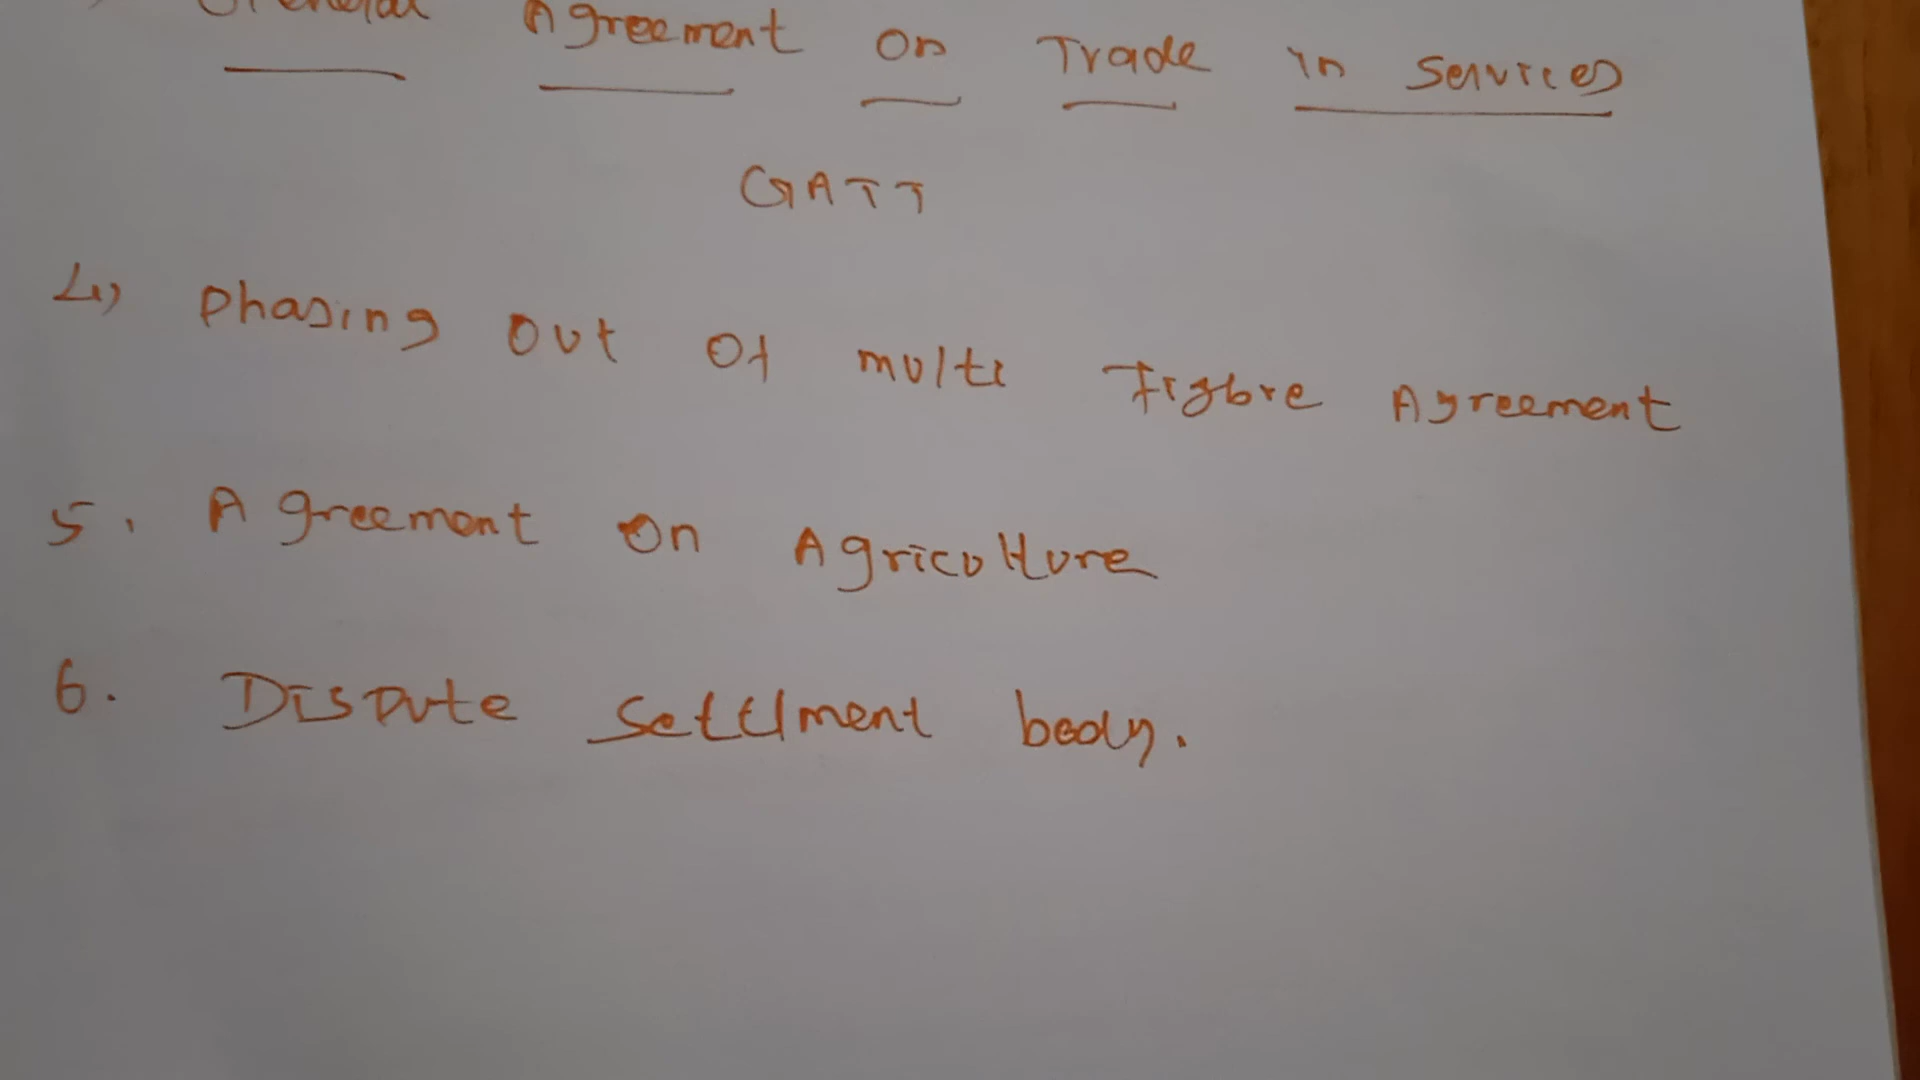 General Agreement on Trade in Services
GATT
4) Phasing out of multi Figbre Agreement
5. Agreement on Agriculture
6. Dispute Settlment body.